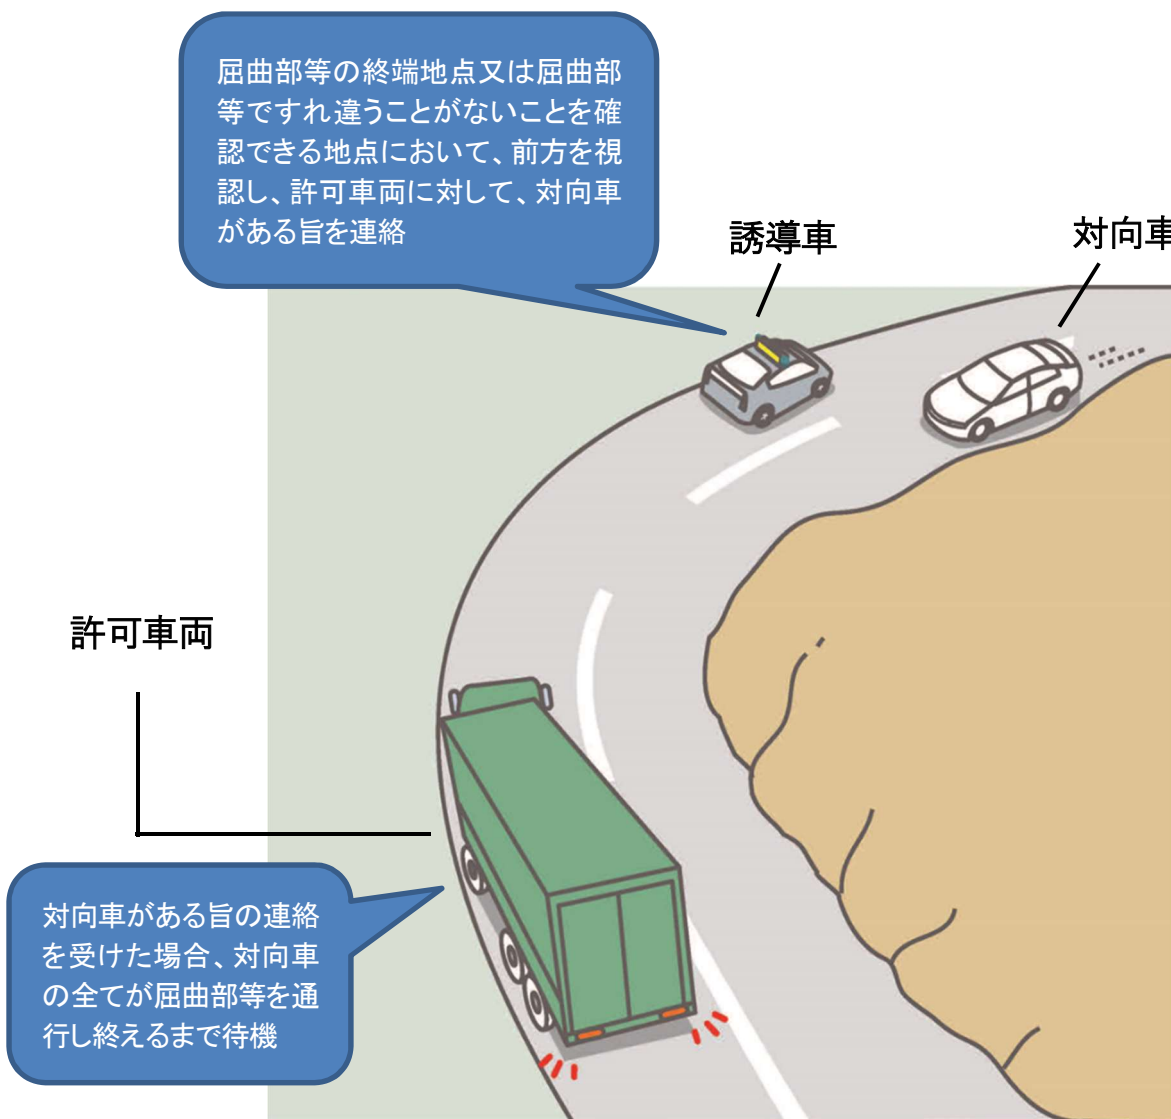 屈曲部等の終端地点又は屈曲部
等ですれ違うことがないことを確
認できる地点において、前方を視
認し、許可車両に対して、対向車
がある旨を連絡
誘導車
対向車
許可車両
対向車がある旨の連絡
を受けた場合、対向車
の全てが屈曲部等を通
行し終えるまで待機